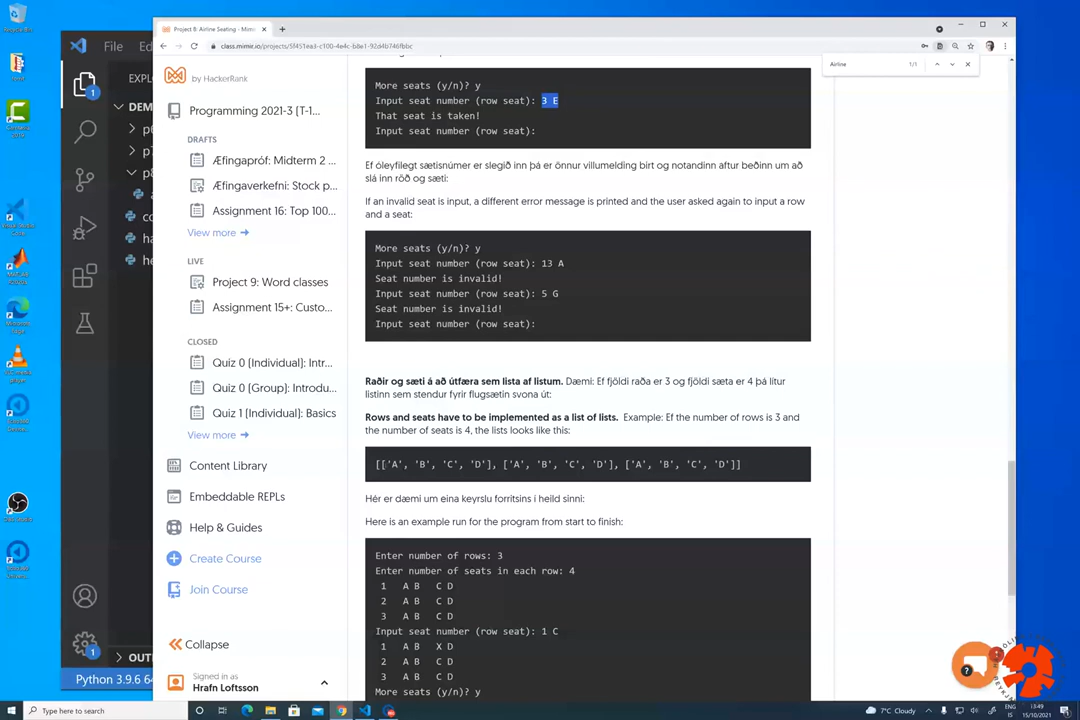 Project 8: Airline Seating - Mimir
class.mimir.io/projects/5f451ea3-c100-4e4c-b8e1-92d4b746fbbc
Airline
1/1
File
EXPL
DEM
Python 3.9.6 64
OUT
by HackerRank
Programming 2021-3 [T-1...
DRAFTS
Æfingapróf: Midterm 2 ...
Æfingaverkefni: Stock p...
Assignment 16: Top 100...
View more →
LIVE
Project 9: Word classes
Assignment 15+: Custo...
CLOSED
Quiz 0 (Individual): Intr...
Quiz 0 (Group): Introdu...
Quiz 1 (Individual): Basics
View more →
Content Library
Embeddable REPLs
Help & Guides
Create Course
Join Course
Collapse
Signed in as
Hrafn Loftsson
More seats (y/n)? y
Input seat number (row seat): 3 E
That seat is taken!
Input seat number (row seat):
Ef óleyfilegt sætisnúmer er slegið inn þá er önnur villumelding birt og notandinn aftur beðinn um að
slá inn röð og sæti:
If an invalid seat is input, a different error message is printed and the user asked again to input a row
and a seat:
More seats (y/n)? y
Input seat number (row seat): 13 A
Seat number is invalid!
Input seat number (row seat): 5 G
Seat number is invalid!
Input seat number (row seat):
Raðir og sæti á að útfæra sem lista af listum. Dæmi: Ef fjöldi raða er 3 og fjöldi sæta er 4 þá lítur
listinn sem stendur fyrir flugsætin svona út:
Rows and seats have to be implemented as a list of lists. Example: Ef the number of rows is 3 and
the number of seats is 4, the lists looks like this:
[['A', 'B', 'C', 'D'], ['A', 'B', 'C', 'D'], ['A', 'B', 'C', 'D']]
Hér er dæmi um eina keyrslu forritsins í heild sinni:
Here is an example run for the program from start to finish:
Enter number of rows: 3
Enter number of seats in each row: 4
1 A B C D
2 A B C D
3 A B C D
Input seat number (row seat): 1 C
1 A B X D
2 A B C D
3 A B C D
More seats (y/n)? y
Type here to search
7°C Cloudy
ENG
IS
13:49
15/10/2021